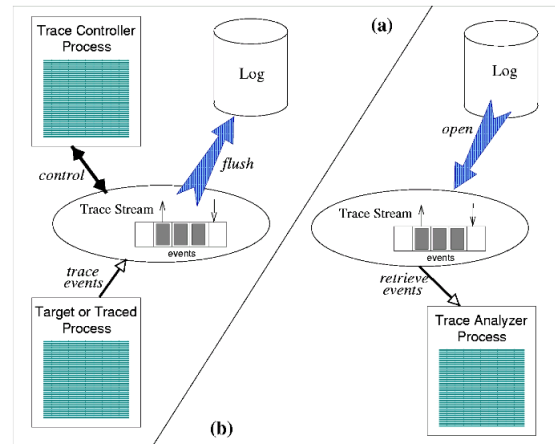 Trace Controller
Process
Log
(a)
Log
control
flush
open
Trace Stream
events
Trace Stream
events
trace
events
retrieve
events
Target or Traced
Process
Trace Analyzer
Process
(b)